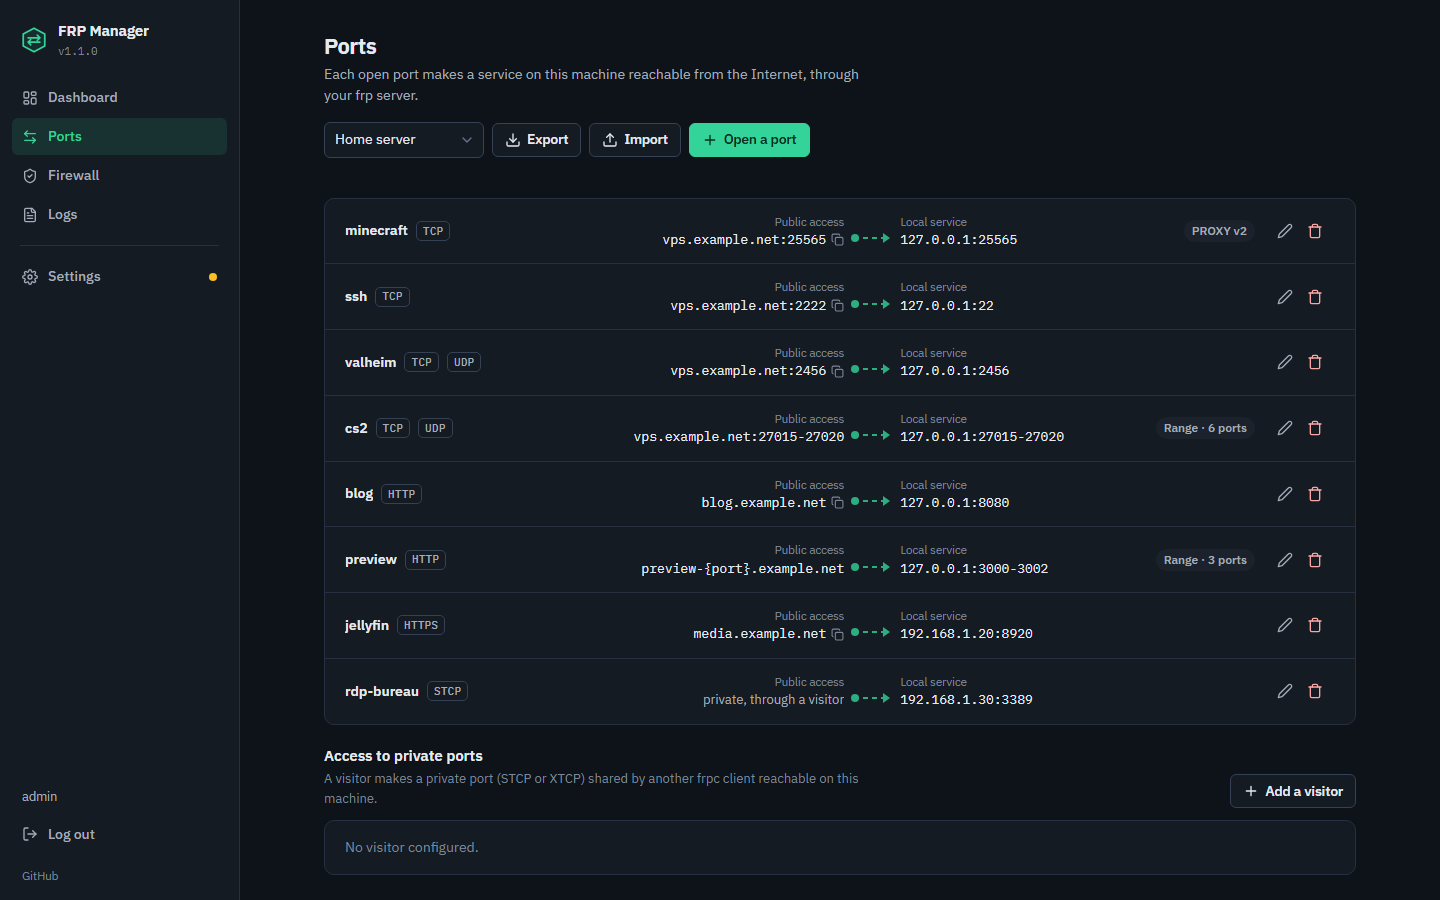 FRP Manager
v1.1.0
Dashboard
Ports
Firewall
Logs
Settings
admin
Log out
GitHub
Ports
Each open port makes a service on this machine reachable from the Internet, through
your frp server.
Home server
Export
Import
Open a port
minecraft TCP
Public access
vps.example.net:25565
Local service
127.0.0.1:25565
PROXY v2
ssh TCP
Public access
vps.example.net:2222
Local service
127.0.0.1:22
valheim TCP UDP
Public access
vps.example.net:2456
Local service
127.0.0.1:2456
cs2 TCP UDP
Public access
vps.example.net:27015-27020
Local service
127.0.0.1:27015-27020
Range · 6 ports
blog HTTP
Public access
blog.example.net
Local service
127.0.0.1:8080
preview HTTP
Public access
preview-{port}.example.net
Local service
127.0.0.1:3000-3002
Range · 3 ports
jellyfin HTTPS
Public access
media.example.net
Local service
192.168.1.20:8920
rdp-bureau STCP
Public access
private, through a visitor
Local service
192.168.1.30:3389
Access to private ports
A visitor makes a private port (STCP or XTCP) shared by another frpc client reachable on this
machine.
Add a visitor
No visitor configured.